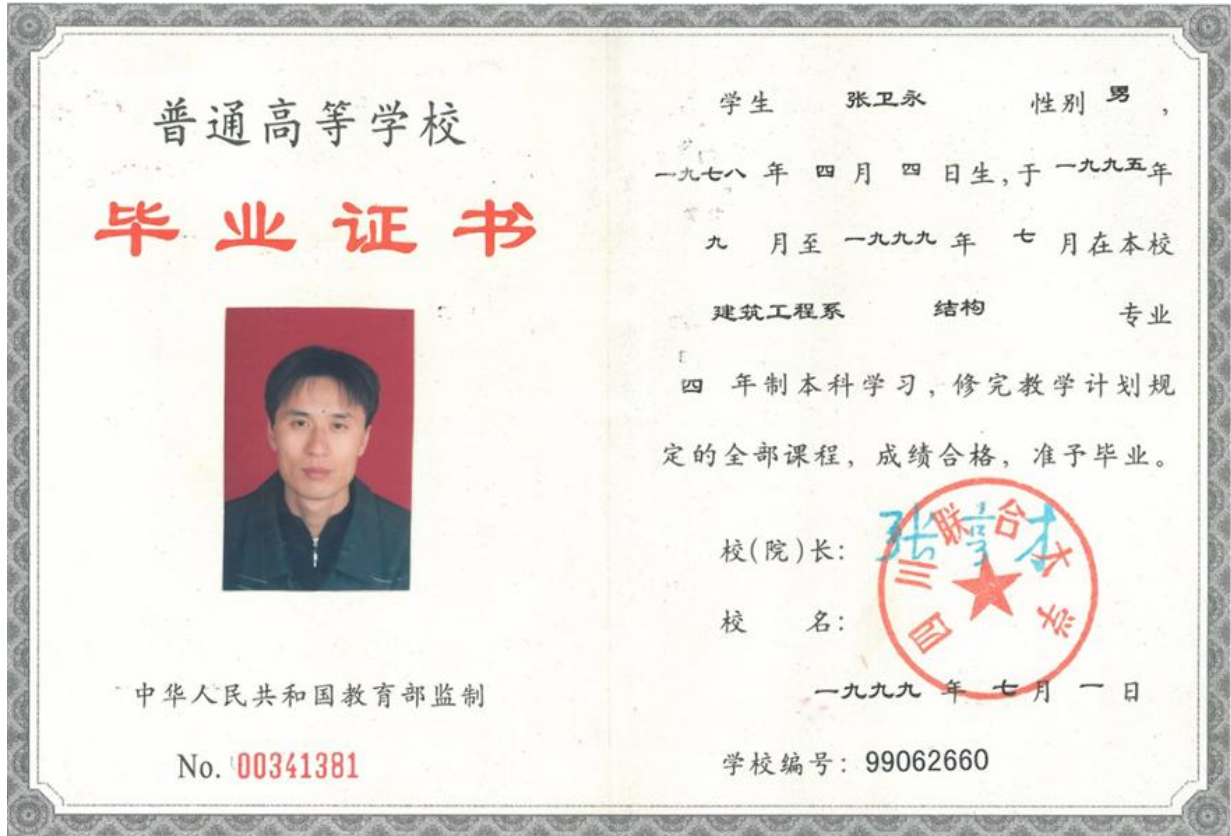 普通高等学校
毕业证书
中华人民共和国教育部监制
No. 00341381
学生 张卫永 性别 男,
一九七八 年 四 月 四 日生,于 一九九五年
九 月至 一九九九 年 七 月在本校
建筑工程系 结构 专业
四 年制本科学习,修完教学计划规
定的全部课程,成绩合格,准予毕业。
校(院)长:
校 名:
四川联合大学
一九九九 年 七 月 一 日
学校编号: 99062660